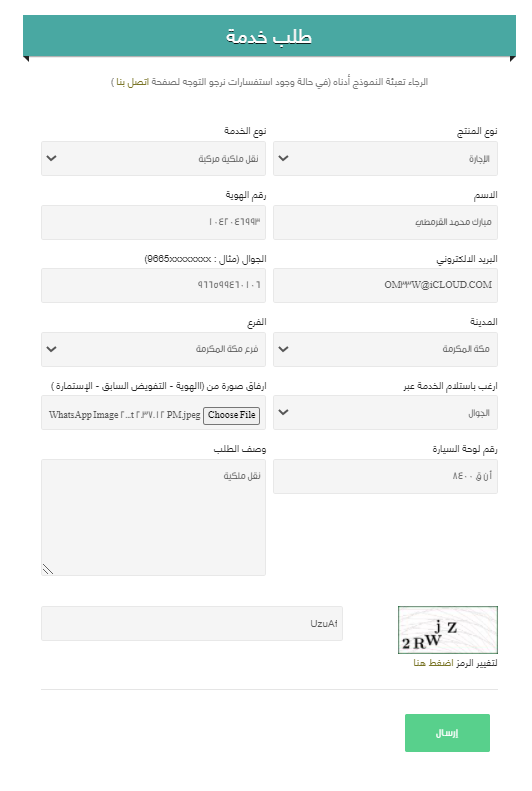 طلب خدمة
الرجاء تعبئة النموذج أدناه (في حالة وجود استفسارات نرجو التوجه لصفحة اتصل بنا )
نوع المنتج
الإجارة
نوع الخدمة
نقل ملكية مركبة
الاسم
مبارك محمد القرمطي
رقم الهوية
١٠٤٢٠٤٦٩٩٣
البريد الالكتروني
OM٣٣W@iCLOUD.COM
الجوال (مثال : 9665xxxxxxxx)
٩٦٦٥٩٩٤٦٠١٠٦
المدينة
مكة المكرمة
الفرع
فرع مكة المكرمة
ارغب باستلام الخدمة عبر
الجوال
ارفاق صورة من (االهوية - التفويض السابق - الإستمارة )
Choose File WhatsApp Image ٢...t ٢.٣٧.١٢ PM.jpeg
رقم لوحة السيارة
أ ن ق ٨٤٠٠
وصف الطلب
نقل ملكية
2RWjz
UzuAf
لتغيير الرمز اضغط هنا
إرسال